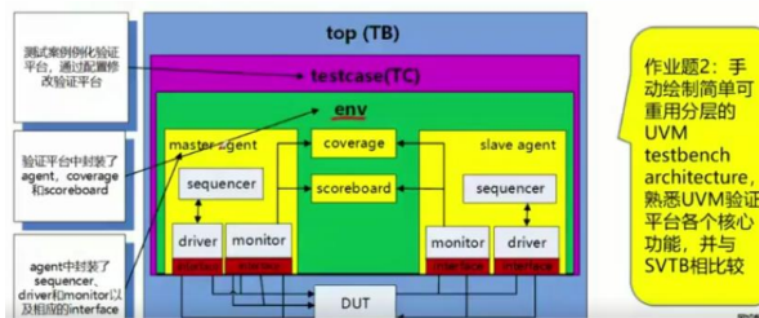 top (TB)
测试案例例化验证
平台，通过配置修
改验证平台
testcase(TC)
env
验证平台中封装了
agent，coverage
和scoreboard
master agent
coverage
slave agent
sequencer
scoreboard
sequencer
driver
monitor
monitor
driver
interface
interface
interface
interface
agent中封装了
sequencer、
driver和monitor以
及相应的interface
DUT
作业题2：手
动绘制简单可
重用分层的
UVM
testbench
architecture，
熟悉UVM验证
平台各个核心
功能，并与
SVTB相比较